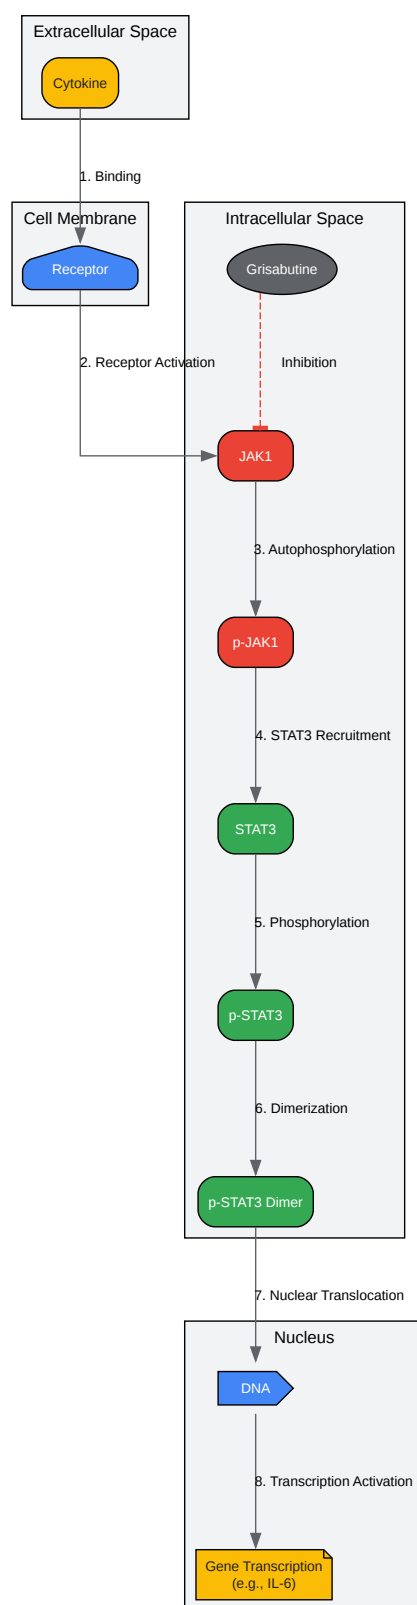 Extracellular Space
Cytokine
1. Binding
Cell Membrane
Receptor
Intracellular Space
Grisabutine
2. Receptor Activation
Inhibition
JAK1
3. Autophosphorylation
p-JAK1
4. STAT3 Recruitment
STAT3
5. Phosphorylation
p-STAT3
6. Dimerization
p-STAT3 Dimer
7. Nuclear Translocation
Nucleus
DNA
8. Transcription Activation
Gene Transcription
(e.g., IL-6)